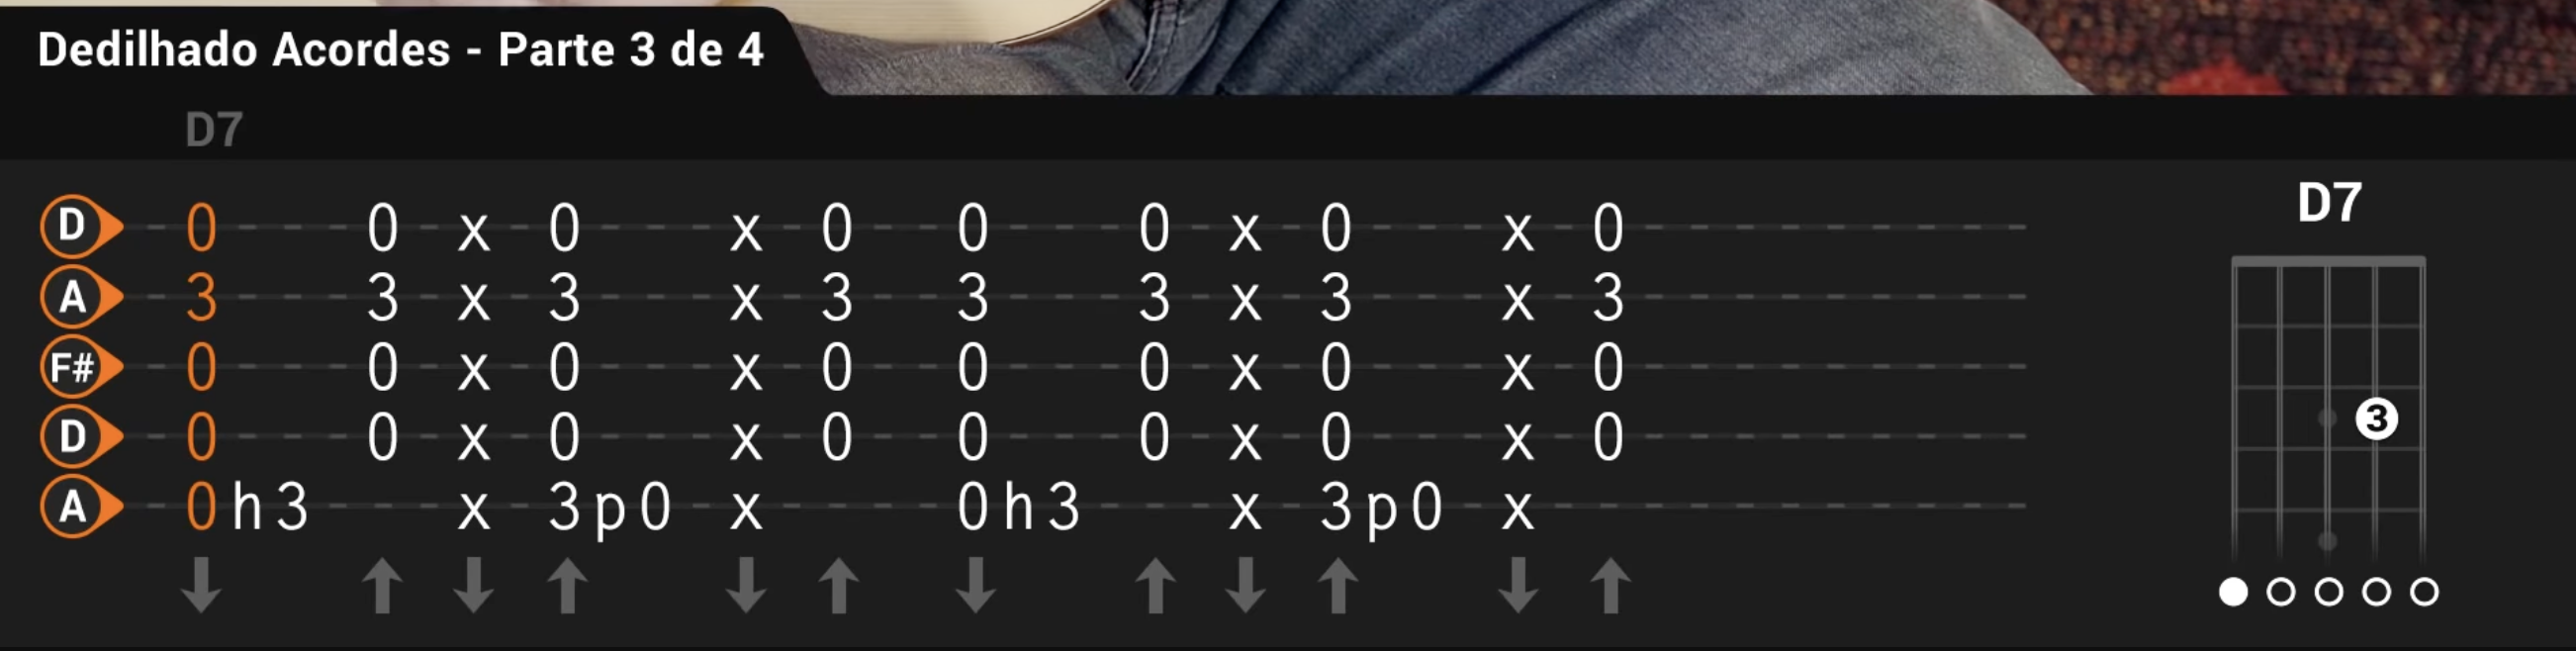 Dedilhado Acordes - Parte 3 de 4
D7
D7
D 0 0 x 0 x 0 0 0 x 0 x 0
A 3 3 x 3 x 3 3 3 x 3 x 3
F# 0 0 x 0 x 0 0 0 x 0 x 0
D 0 0 x 0 x 0 0 0 x 0 x 0
A 0h3 x 3p0 x 0h3 x 3p0 x
3